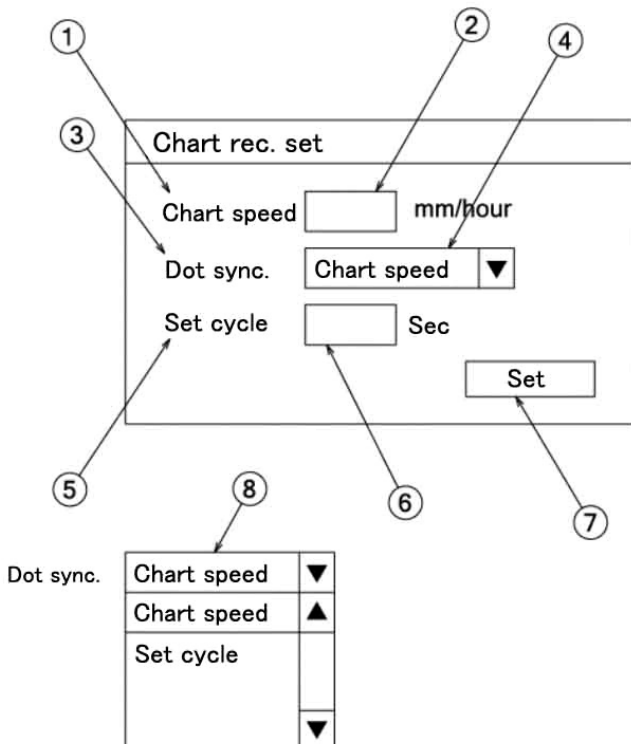 ① ② ④
③ Chart rec. set
Chart speed mm/hour
Dot sync. Chart speed ▼
Set cycle Sec
Set
⑤ ⑧ ⑥ ⑦
Dot sync. Chart speed ▼
Chart speed ▲
Set cycle
▼